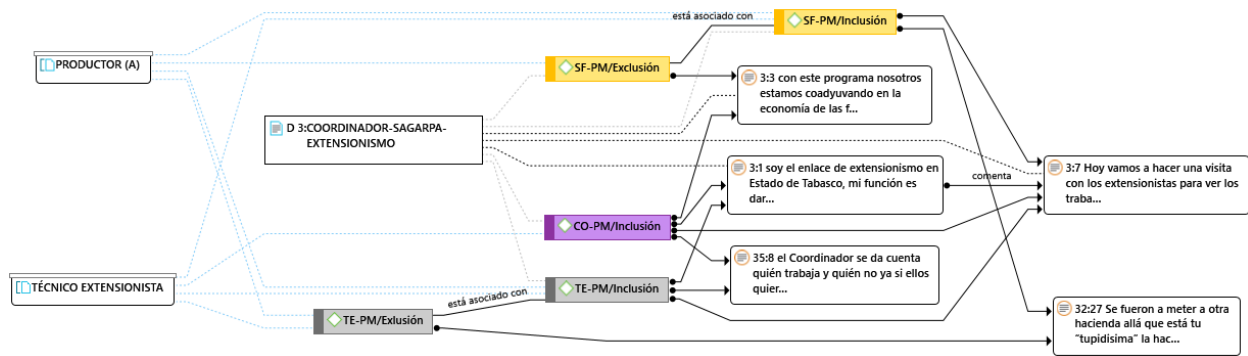 SF-PM/Inclusión
está asociado con
PRODUCTOR (A)
SF-PM/Exclusión
3:3 con este programa nosotros
estamos coadyuvando en la
economía de las f...
D 3:COORDINADOR-SAGARPA-
EXTENSIONISMO
3:1 soy el enlace de extensionismo en
Estado de Tabasco, mi función es
dar...
comenta
3:7 Hoy vamos a hacer una visita
con los extensionistas para ver los
traba...
CO-PM/Inclusión
35:8 el Coordinador se da cuenta
quién trabaja y quién no ya si ellos
quier...
TÉCNICO EXTENSIONISTA
TE-PM/Inclusión
está asociado con
TE-PM/Exlusión
32:27 Se fueron a meter a otra
hacienda allá que está tu
"tupidisima" la hac...